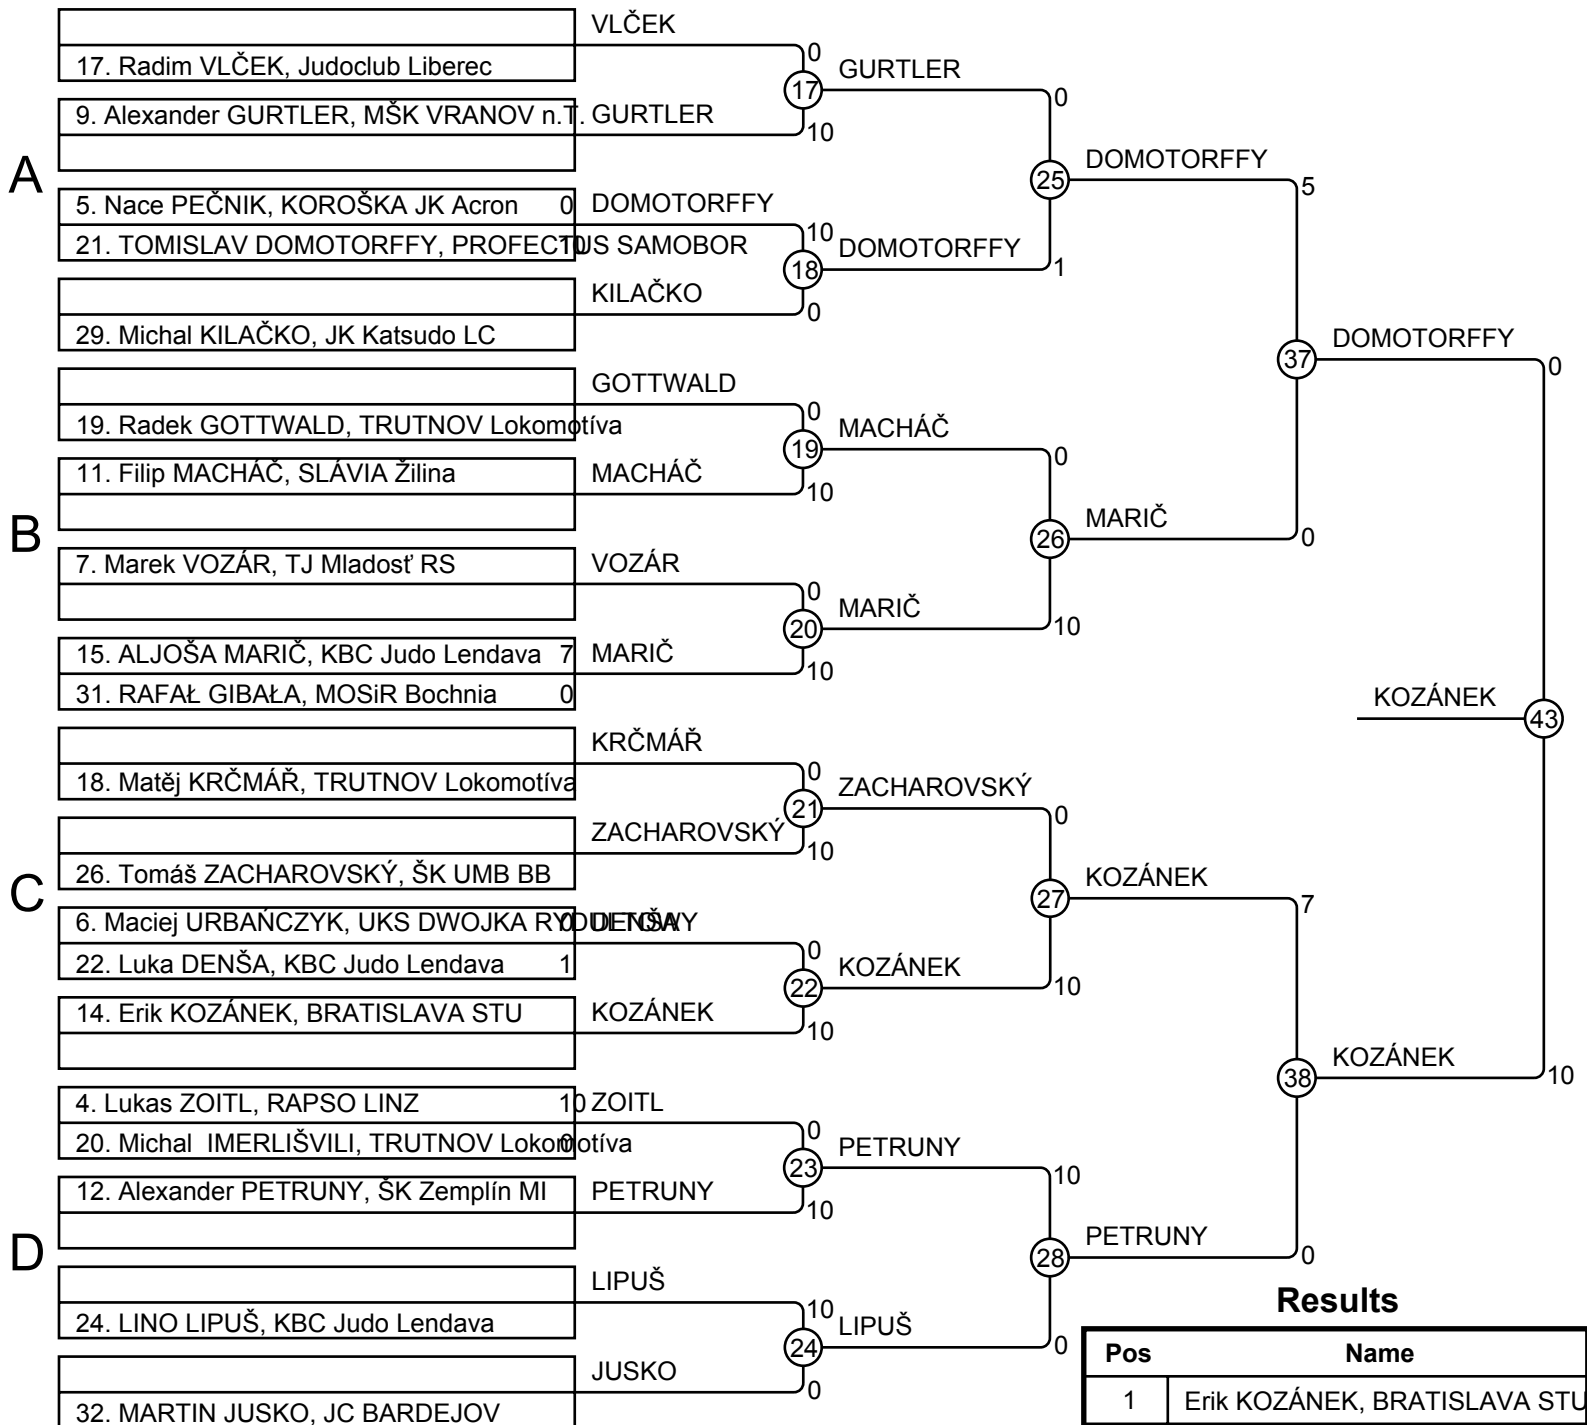 VLČEK
17. Radim VLČEK, Judoclub Liberec
0
17
GURTLER
9. Alexander GURTLER, MŠK VRANOV n.T.
GURTLER
10
0
A
25
DOMOTORFFY
5
5. Nace PEČNIK, KOROŠKA JK Acron 0
DOMOTORFFY
21. TOMISLAV DOMOTORFFY, PROFECTUS SAMOBOR 10
10
18
DOMOTORFFY
1
KILAČKO
0
29. Michal KILAČKO, JK Katsudo LC
37
DOMOTORFFY
0
GOTTWALD
19. Radek GOTTWALD, TRUTNOV Lokomotíva
0
19
MACHÁČ
0
11. Filip MACHÁČ, SLÁVIA Žilina
MACHÁČ
10
B
26
MARIČ
0
7. Marek VOZÁR, TJ Mladosť RS
VOZÁR
0
20
MARIČ
10
15. ALJOŠA MARIČ, KBC Judo Lendava 7
MARIČ
10
31. RAFAŁ GIBAŁA, MOSiR Bochnia 0
KOZÁNEK
43
KRČMÁŘ
18. Matěj KRČMÁŘ, TRUTNOV Lokomotíva
0
21
ZACHAROVSKÝ
0
ZACHAROVSKÝ
10
26. Tomáš ZACHAROVSKÝ, ŠK UMB BB
C
27
KOZÁNEK
7
6. Maciej URBAŃCZYK, UKS DWOJKA RYDUŁTOWY 0
DENŠA
22. Luka DENŠA, KBC Judo Lendava 1
0
22
KOZÁNEK
10
14. Erik KOZÁNEK, BRATISLAVA STU
KOZÁNEK
10
38
KOZÁNEK
10
4. Lukas ZOITL, RAPSO LINZ 10
ZOITL
20. Michal IMERLIŠVILI, TRUTNOV Lokomotíva 0
0
23
PETRUNY
10
12. Alexander PETRUNY, ŠK Zemplín MI
PETRUNY
10
D
28
PETRUNY
0
LIPUŠ
24. LINO LIPUŠ, KBC Judo Lendava
10
24
LIPUŠ
0
JUSKO
0
32. MARTIN JUSKO, JC BARDEJOV
Results
Pos Name
1 Erik KOZÁNEK, BRATISLAVA STU